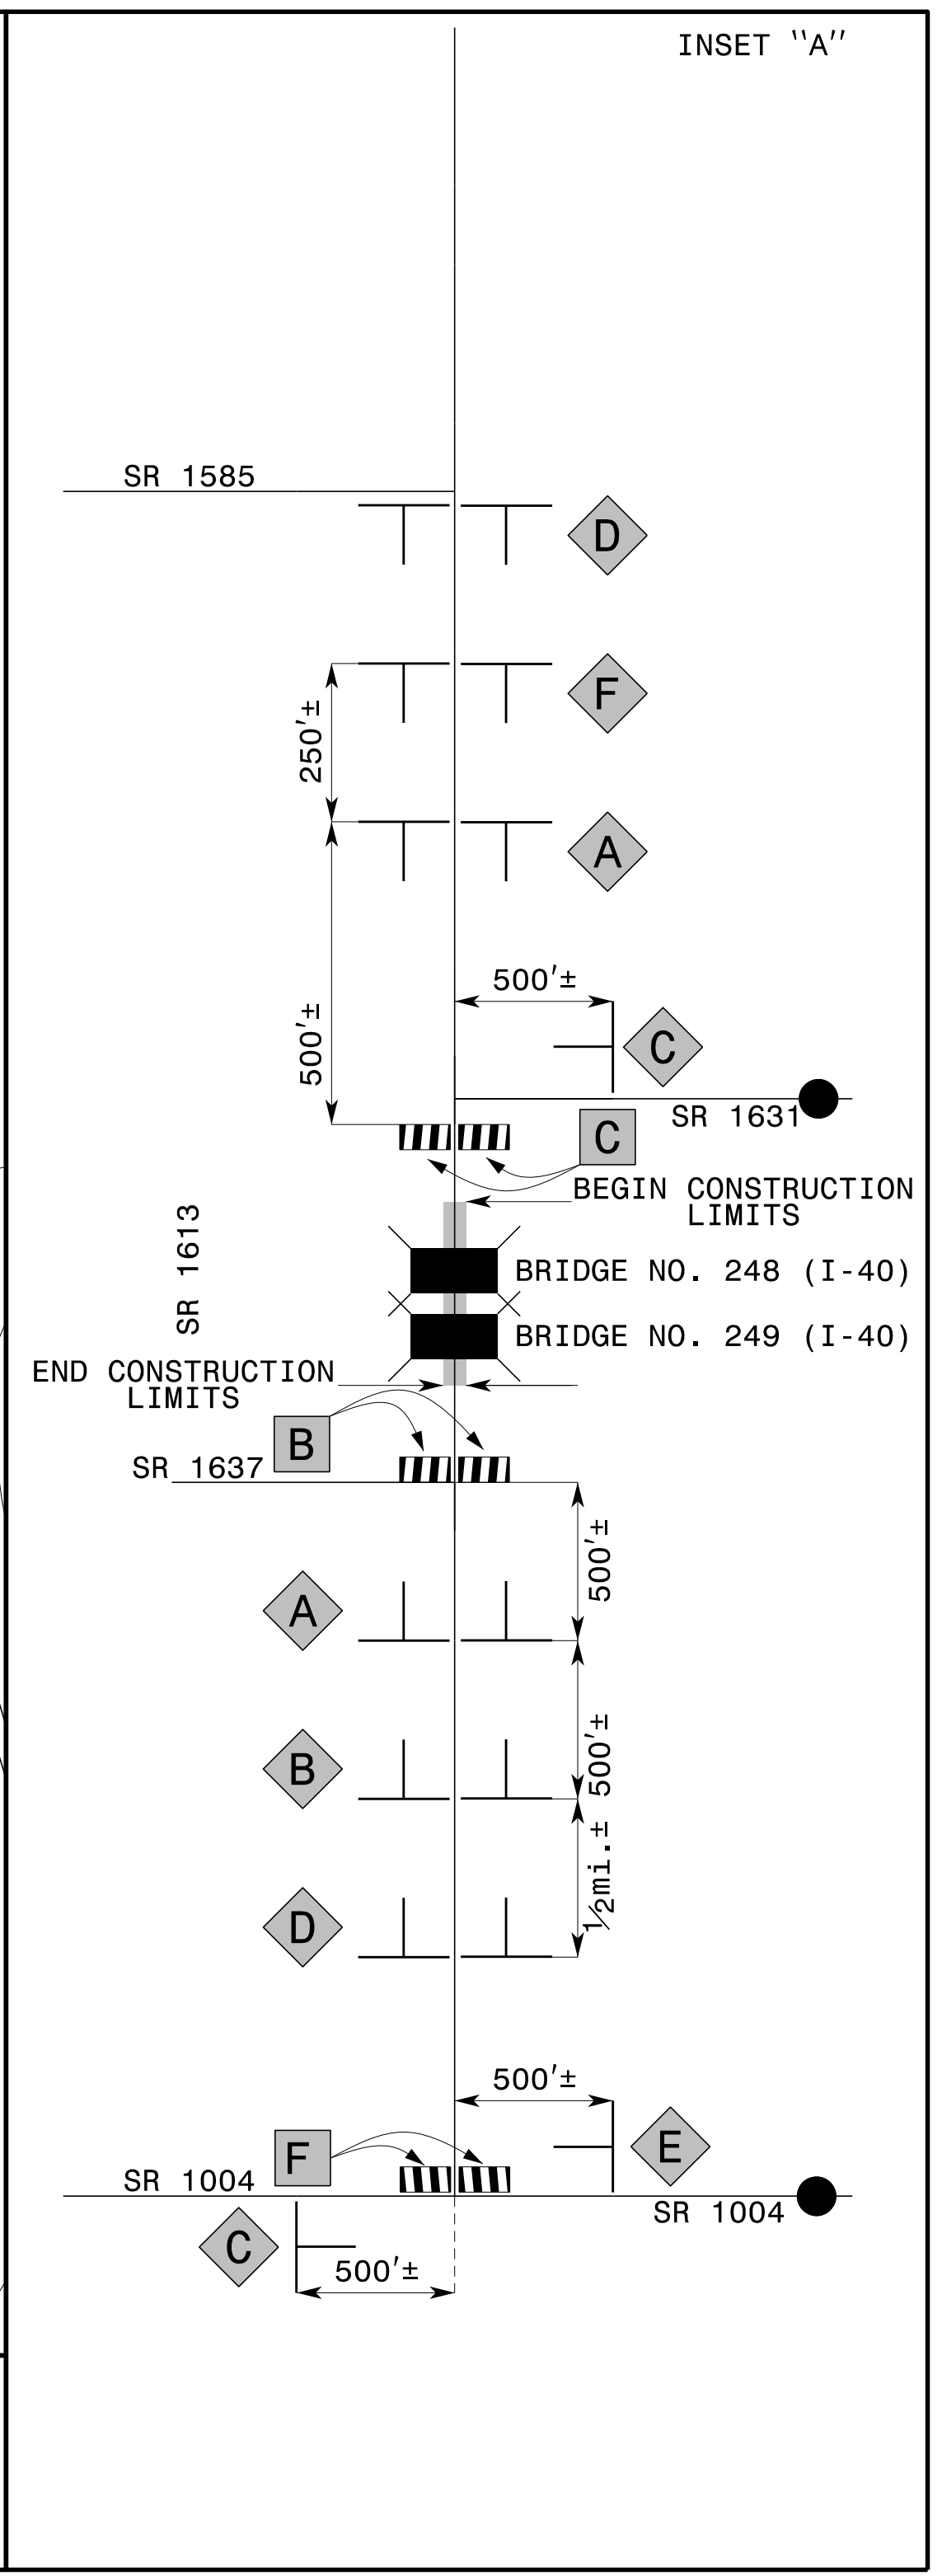 INSET "A"
SR 1585
D
F
250'±
A
500'±
500'±
C
SR 1631
C
BEGIN CONSTRUCTION
LIMITS
SR 1613
BRIDGE NO. 248 (I-40)
BRIDGE NO. 249 (I-40)
END CONSTRUCTION
LIMITS
B
SR 1637
500'±
A
500'±
B
1/2mi.±
D
500'±
F
E
SR 1004
SR 1004
C
500'±